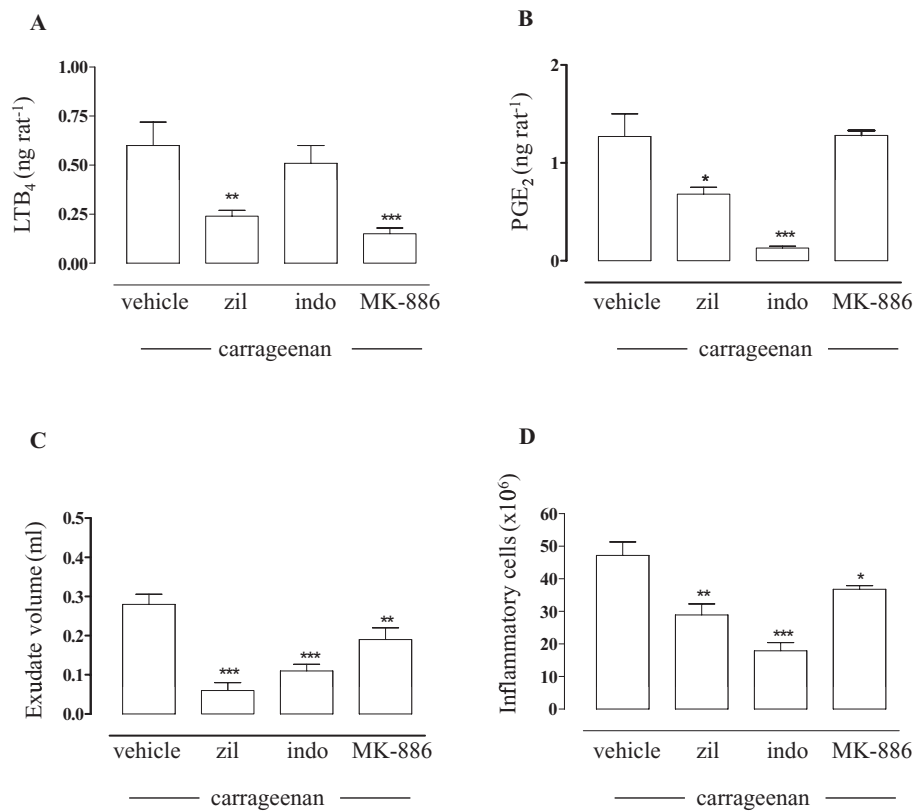 A
LTB₄ (ng rat⁻¹)
1.00
0.75
0.50
0.25
0.00
**
***
vehicle zil indo MK-886
carrageenan
B
PGE₂ (ng rat⁻¹)
2
1
0
*
***
vehicle zil indo MK-886
carrageenan
C
Exudate volume (ml)
0.5
0.4
0.3
0.2
0.1
0.0
***
***
**
vehicle zil indo MK-886
carrageenan
D
Inflammatory cells (x10⁶)
60
50
40
30
20
10
0
**
***
*
vehicle zil indo MK-886
carrageenan